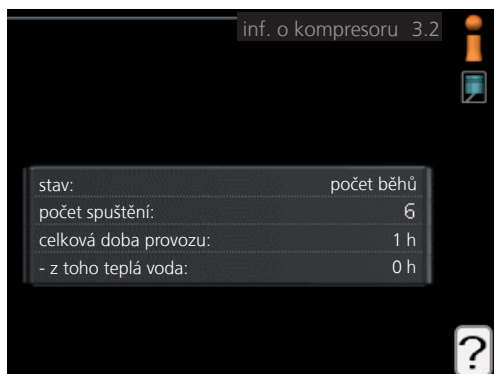 inf. o kompresoru 3.2
stav: počet běhů
počet spuštění: 6
celková doba provozu: 1 h
- z toho teplá voda: 0 h
?